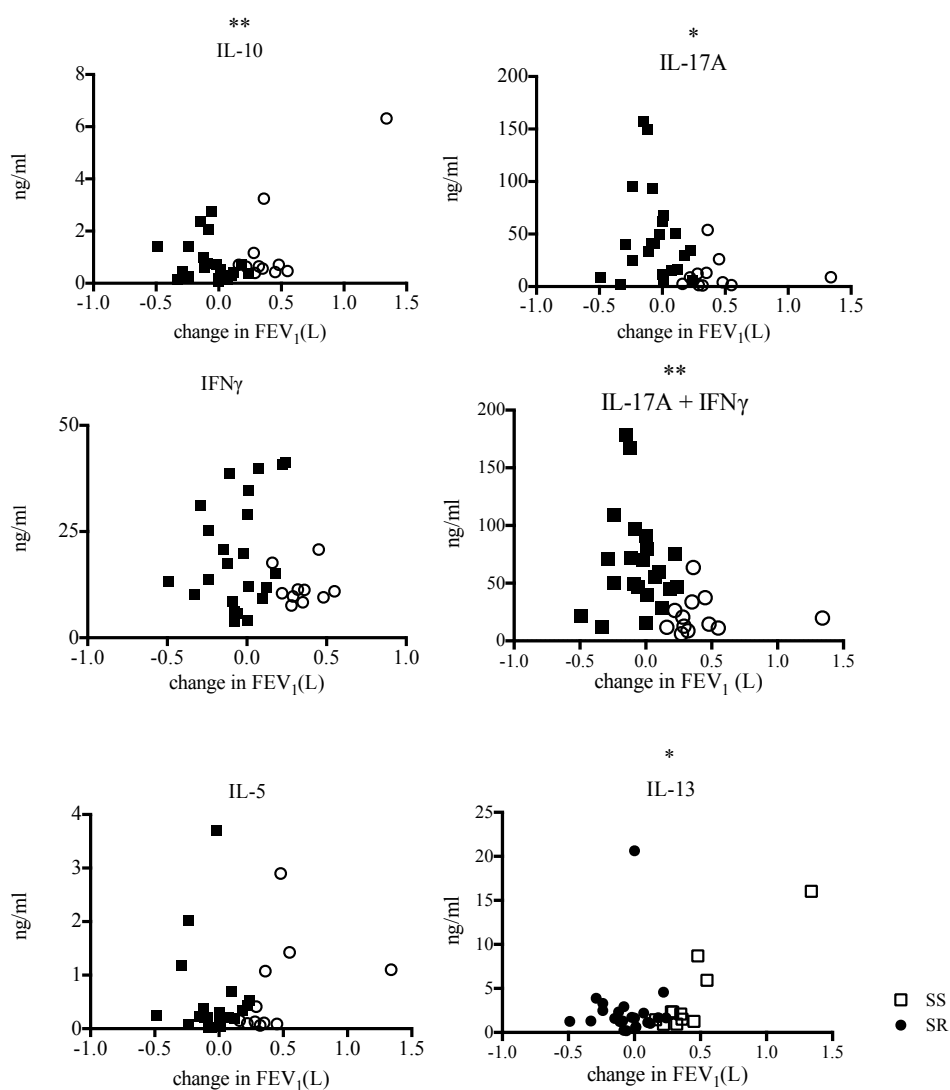 **
IL-10
8
6
4
2
0
ng/ml
-1.0 -0.5 0.0 0.5 1.0 1.5
change in FEV1(L)
*
IL-17A
200
150
100
50
0
ng/ml
-1.0 -0.5 0.0 0.5 1.0 1.5
change in FEV1(L)
IFNγ
50
25
0
ng/ml
-1.0 -0.5 0.0 0.5 1.0
change in FEV1(L)
**
IL-17A + IFNγ
200
150
100
50
0
ng/ml
-1.0 -0.5 0.0 0.5 1.0 1.5
change in FEV1 (L)
IL-5
4
3
2
1
0
ng/ml
-1.0 -0.5 0.0 0.5 1.0 1.5
change in FEV1(L)
*
IL-13
25
20
15
10
5
0
ng/ml
-1.0 -0.5 0.0 0.5 1.0 1.5
change in FEV1(L)
SS
SR